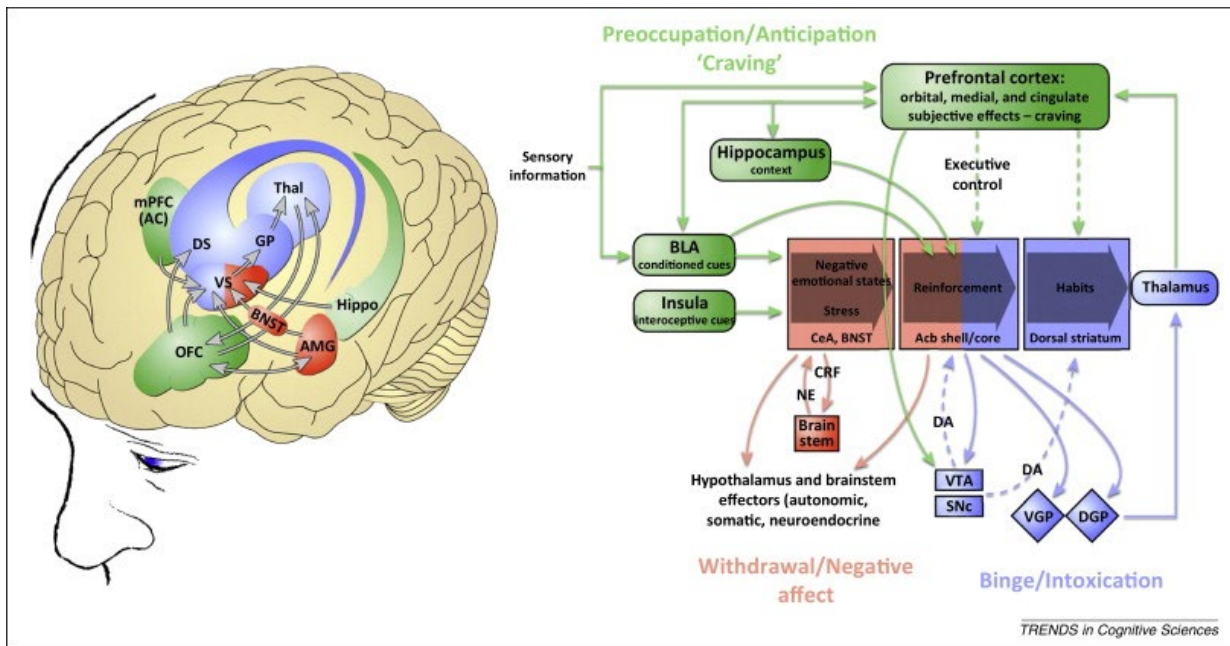 Preoccupation/Anticipation
‘Craving’
Prefrontal cortex:
orbital, medial, and cingulate
subjective effects – craving
Sensory
information
Hippocampus
context
Executive
control
BLA
conditioned cues
Insula
interoceptive cues
Negative
emotional states
Stress
CeA, BNST
Reinforcement
Acb shell/core
Habits
Dorsal striatum
Thalamus
CRF
NE
Brain
stem
DA
DA
VTA
SNc
VGP
DGP
Hypothalamus and brainstem
effectors (autonomic,
somatic, neuroendocrine
Withdrawal/Negative
affect
Binge/Intoxication
mPFC
(AC)
Thal
DS
GP
VS
BNST
Hippo
OFC
AMG
TRENDS in Cognitive Sciences